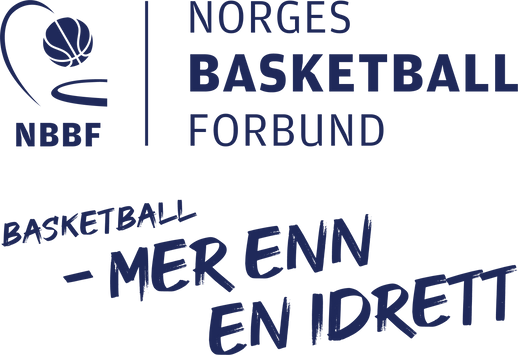 NBBF
NORGES
BASKETBALL
FORBUND
BASKETBALL
– MER ENN
EN IDRETT